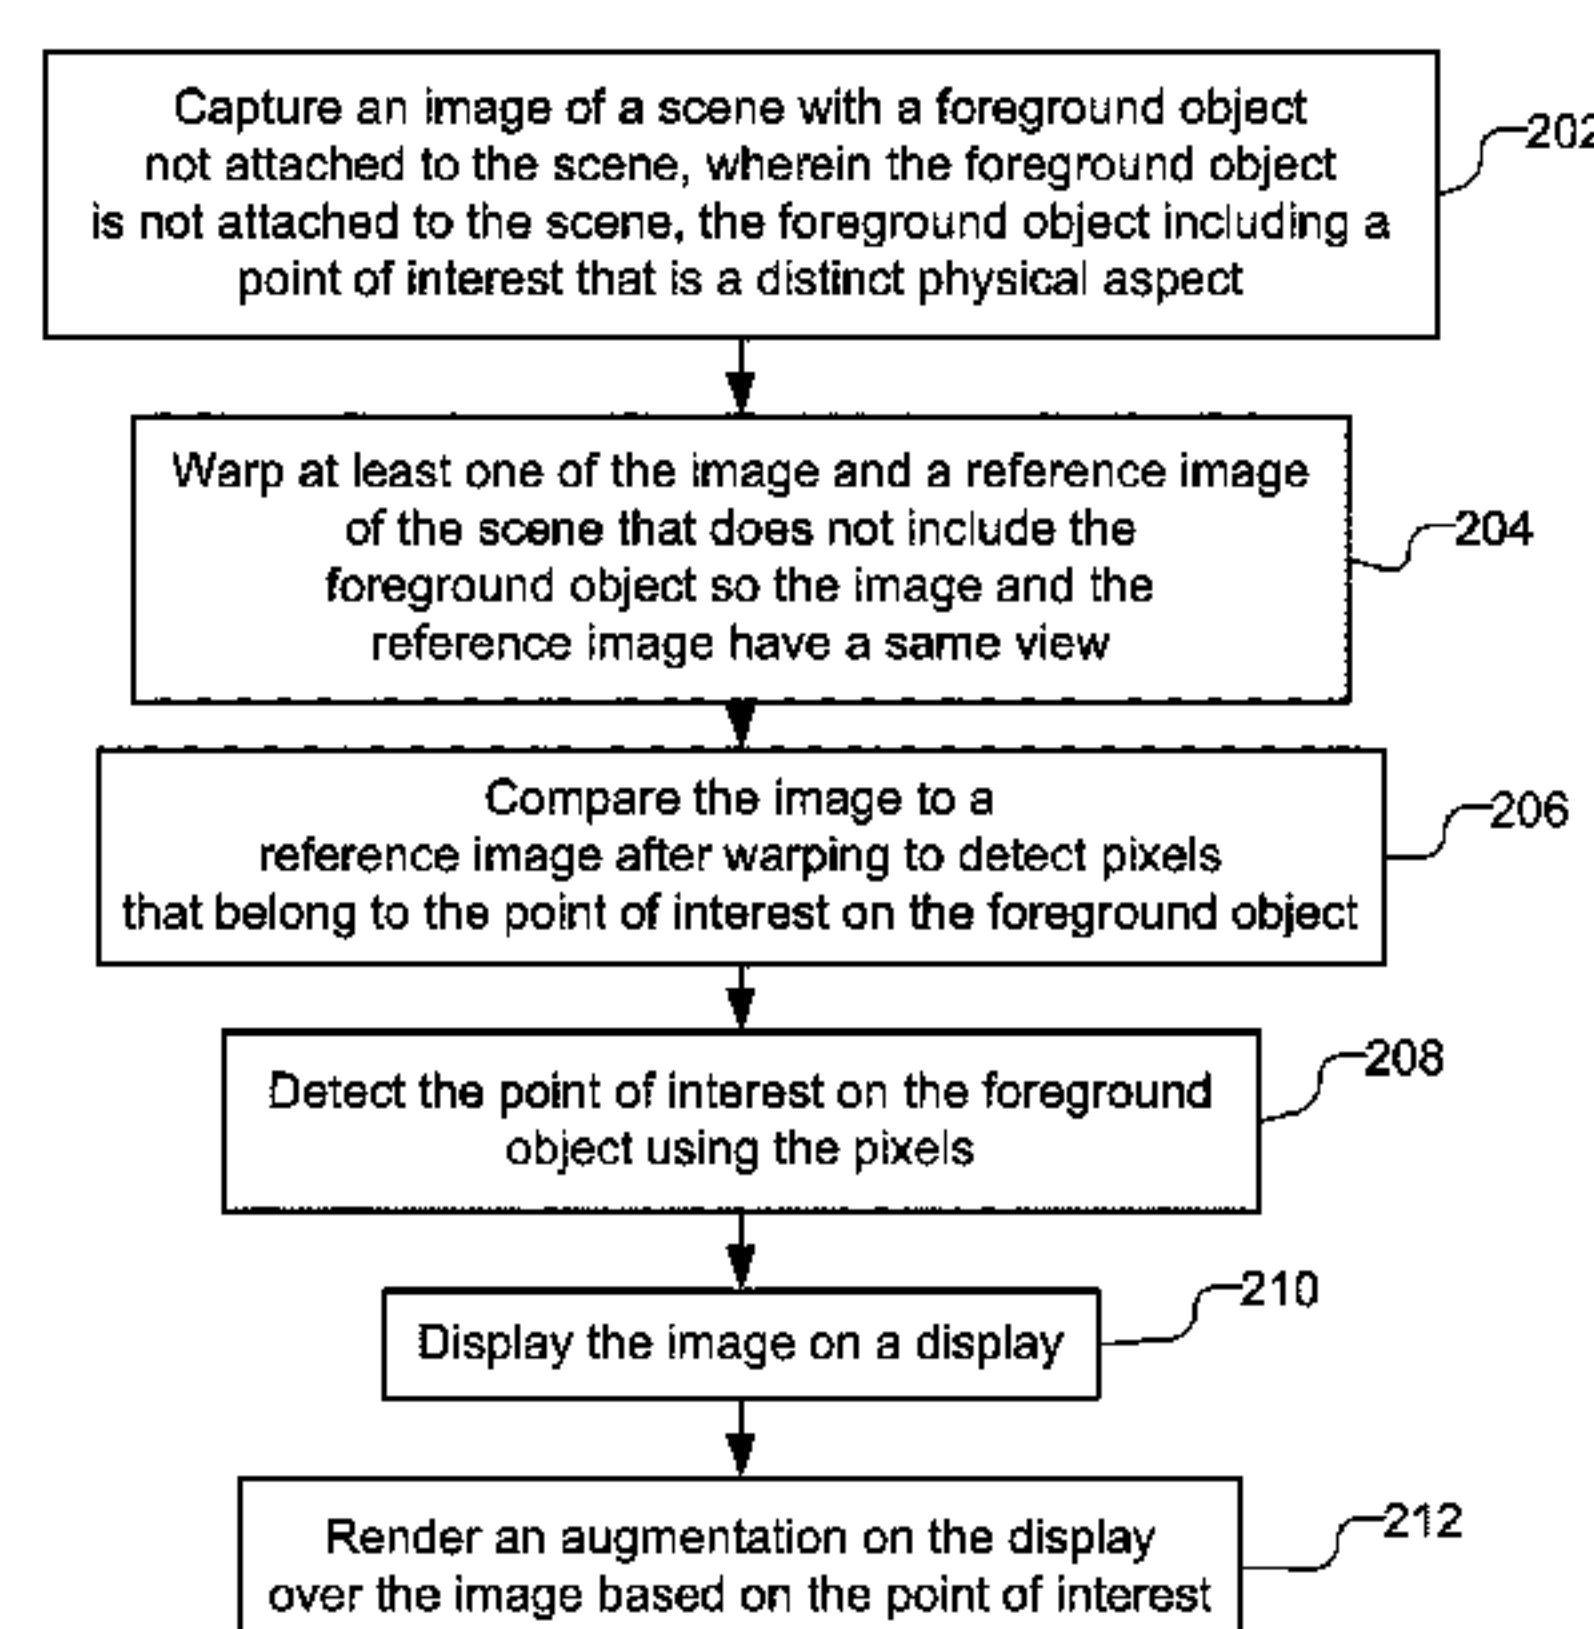 Capture an image of a scene with a foreground object
not attached to the scene, wherein the foreground object
is not attached to the scene, the foreground object including a
point of interest that is a distinct physical aspect
202
Warp at least one of the image and a reference image
of the scene that does not include the
foreground object so the image and the
reference image have a same view
204
Compare the image to a
reference image after warping to detect pixels
that belong to the point of interest on the foreground object
206
Detect the point of interest on the foreground
object using the pixels
208
Display the image on a display
210
Render an augmentation on the display
over the image based on the point of interest
212